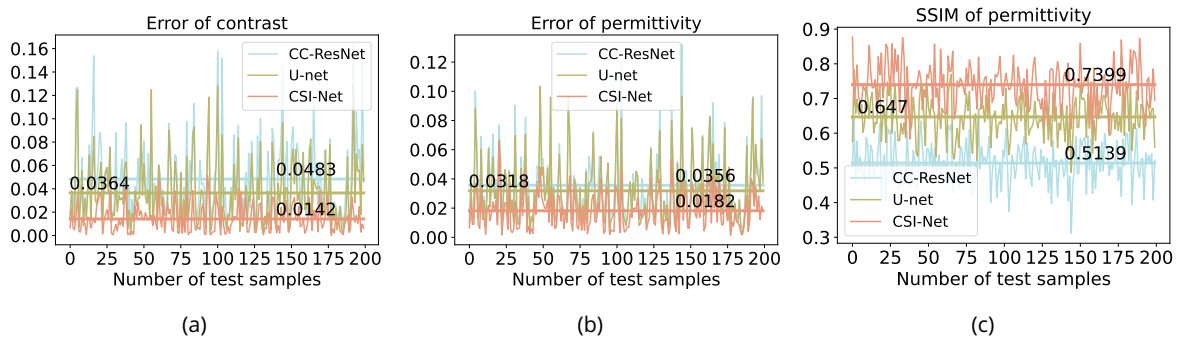 Error of contrast
0.16
0.14
0.12
0.10
0.08
0.06
0.04
0.02
0.00
CC-ResNet
U-net
CSI-Net
0.0483
0.0364
0.0142
0 25 50 75 100 125 150 175 200
Number of test samples
(a)
Error of permittivity
0.12
0.10
0.08
0.06
0.04
0.02
0.00
CC-ResNet
U-net
CSI-Net
0.0356
0.0318
0.0182
0 25 50 75 100 125 150 175 200
Number of test samples
(b)
SSIM of permittivity
0.9
0.8
0.7
0.6
0.5
0.4
0.3
0.7399
0.647
0.5139
CC-ResNet
U-net
CSI-Net
0 25 50 75 100 125 150 175 200
Number of test samples
(c)